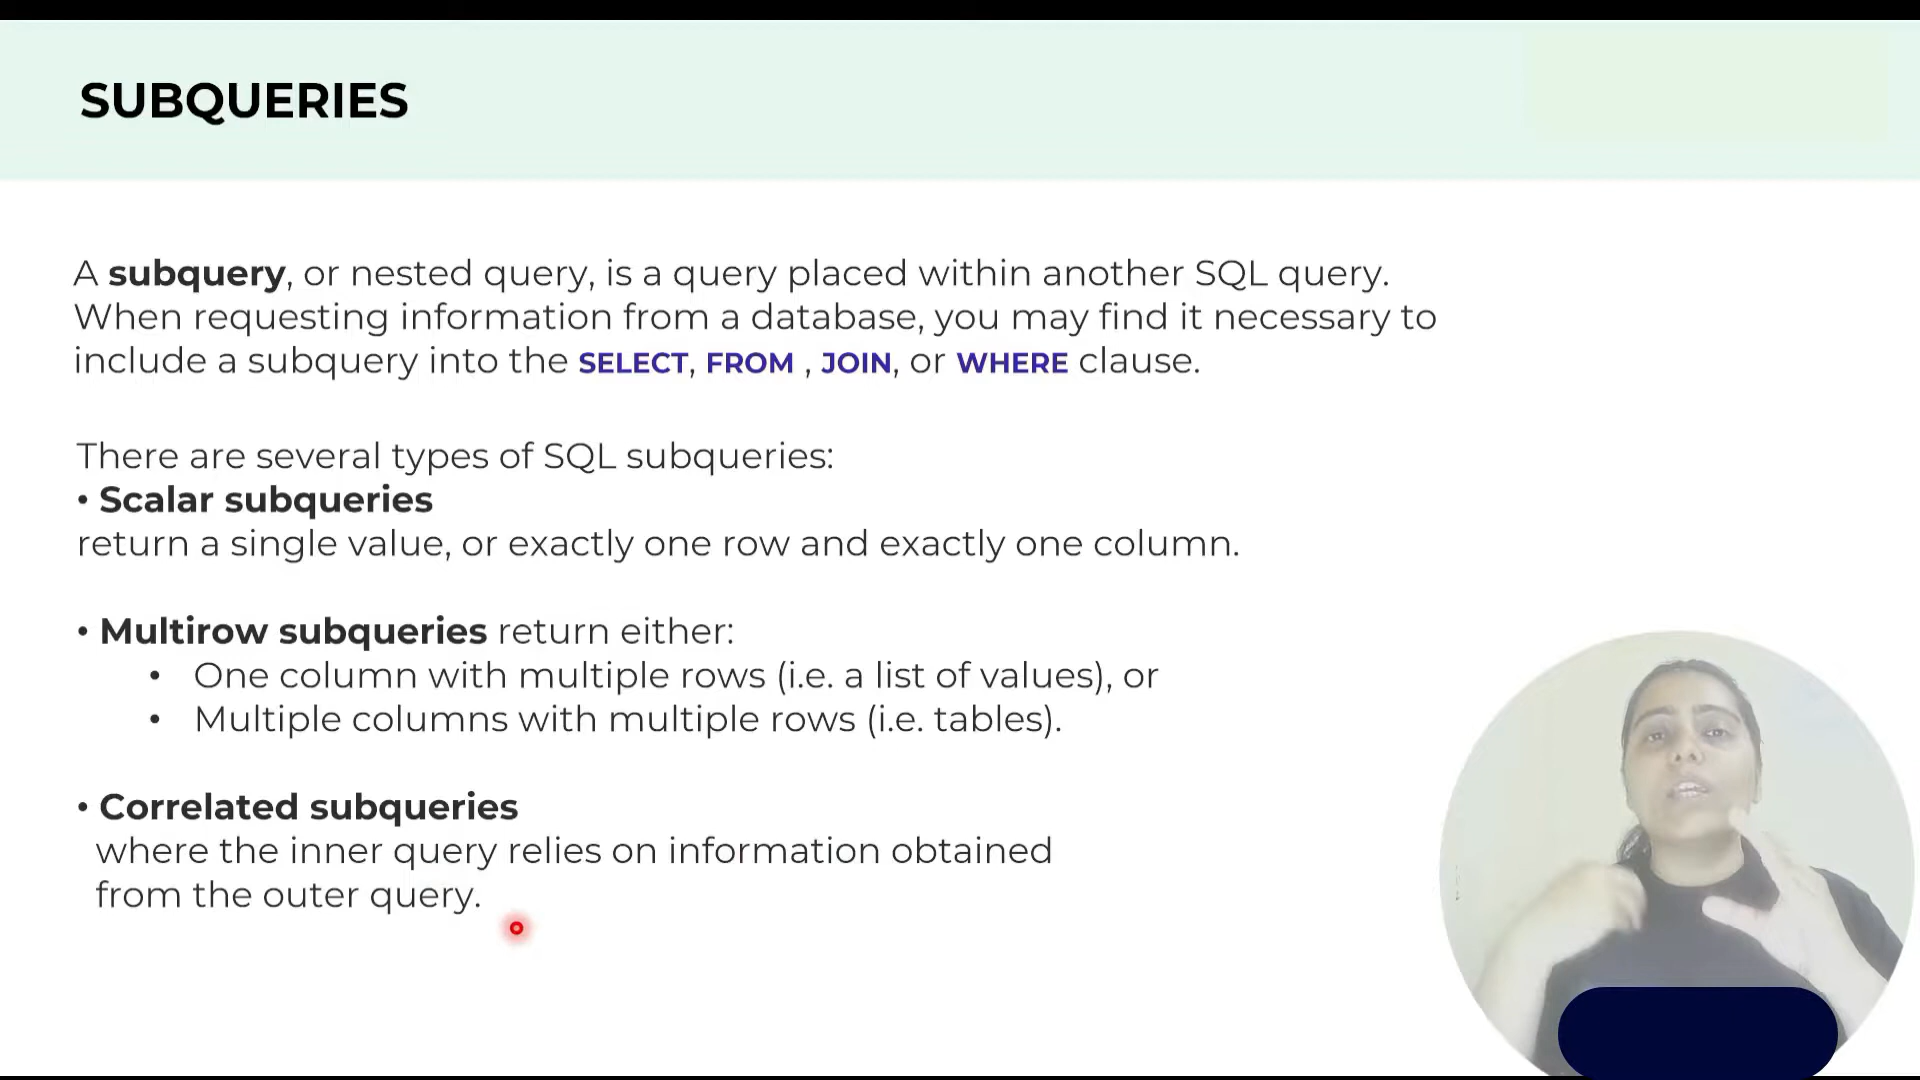 SUBQUERIES
A subquery, or nested query, is a query placed within another SQL query.
When requesting information from a database, you may find it necessary to
include a subquery into the SELECT, FROM , JOIN, or WHERE clause.
There are several types of SQL subqueries:
• Scalar subqueries
return a single value, or exactly one row and exactly one column.
• Multirow subqueries return either:
• One column with multiple rows (i.e. a list of values), or
• Multiple columns with multiple rows (i.e. tables).
• Correlated subqueries
where the inner query relies on information obtained
from the outer query.